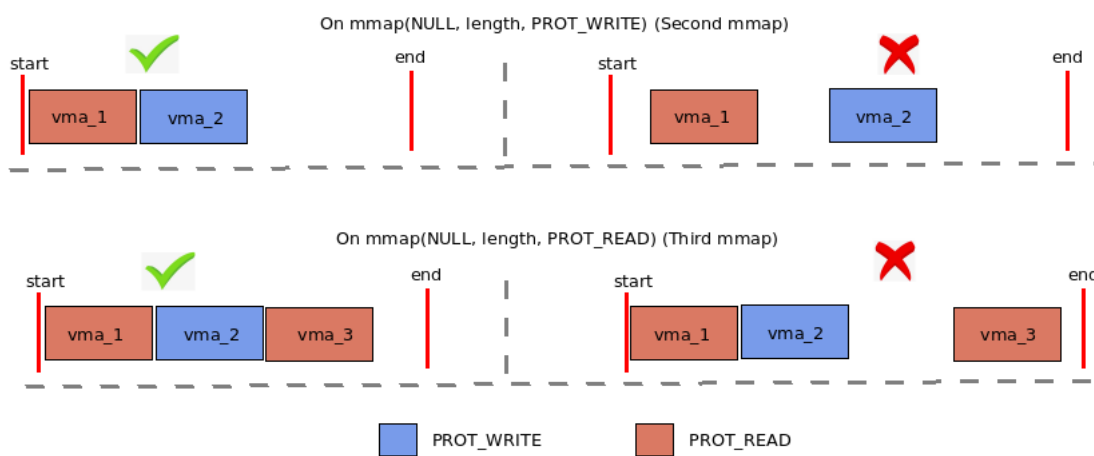 On mmap(NULL, length, PROT_WRITE) (Second mmap)
start
end
start
end
vma_1
vma_2
vma_1
vma_2
On mmap(NULL, length, PROT_READ) (Third mmap)
start
end
start
end
vma_1
vma_2
vma_3
vma_1
vma_2
vma_3
PROT_WRITE
PROT_READ